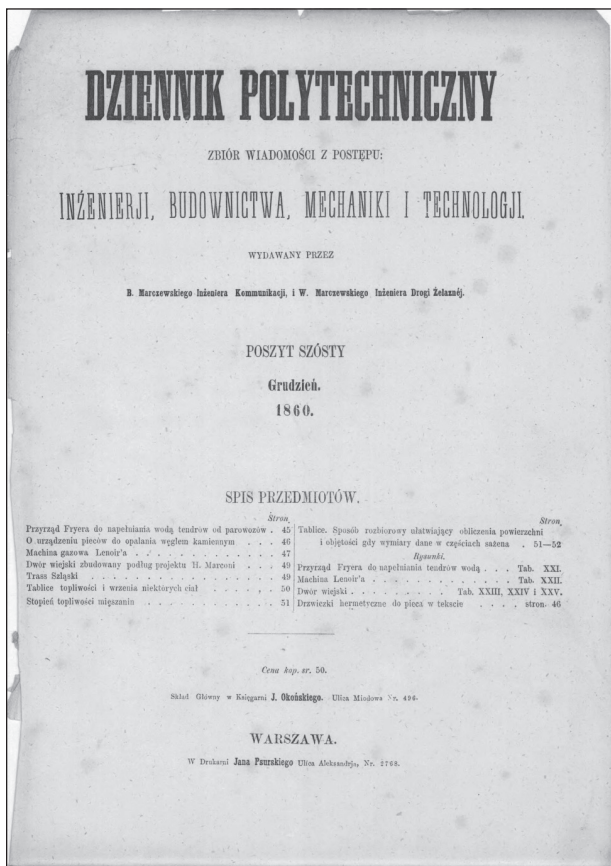 DZIENNIK POLYTECHNICZNY
ZBIÓR WIADOMOŚCI Z POSTĘPU:
INŻENIERJI, BUDOWNICTWA, MECHANIKI I TECHNOLOGJI.
WYDAWANY PRZEZ
B. Marczewskiego Inżeniera Kommunikacji, i W. Marczewskiego Inżeniera Drogi Żelaznéj.
POSZYT SZÓSTY
Grudzień.
1860.
SPIS PRZEDMIOTÓW.
Stron.
Przyrząd Fryera do napełniania wodą tendrów od parowozów . 45
O urządzeniu pieców do opalania węglem kamiennym . . . 46
Machina gazowa Lenoir'a . . . . . . . . . . . 47
Dwór wiejski zbudowany podług projektu H. Marconi . . . 49
Trass Szląski . . . . . . . . . . . . . . . 49
Tablice topliwości i wrzenia niektórych ciał . . . . . . 50
Stopień topliwości mięszanin . . . . . . . . . . 51
Stron.
Tablice. Sposób rozbiorowy ułatwiający obliczenia powierzchni
i objętości gdy wymiary dane w częściach sażena . 51—52
Rysunki.
Przyrząd Fryera do napełniania tendrów wodą . . . Tab. XXI.
Machina Lenoir'a . . . . . . . . . . . Tab. XXII.
Dwór wiejski . . . . . . . . Tab. XXIII, XXIV i XXV.
Drzwiczki hermetyczne do pieca w tekscie . . . . stron. 46
Cena kop. sr. 50.
Skład Główny w Księgarni J. Okońskiego. Ulica Miodowa Nr. 496.
WARSZAWA.
W Drukarni Jana Psurskiego Ulica Aleksandrja, Nr. 2768.